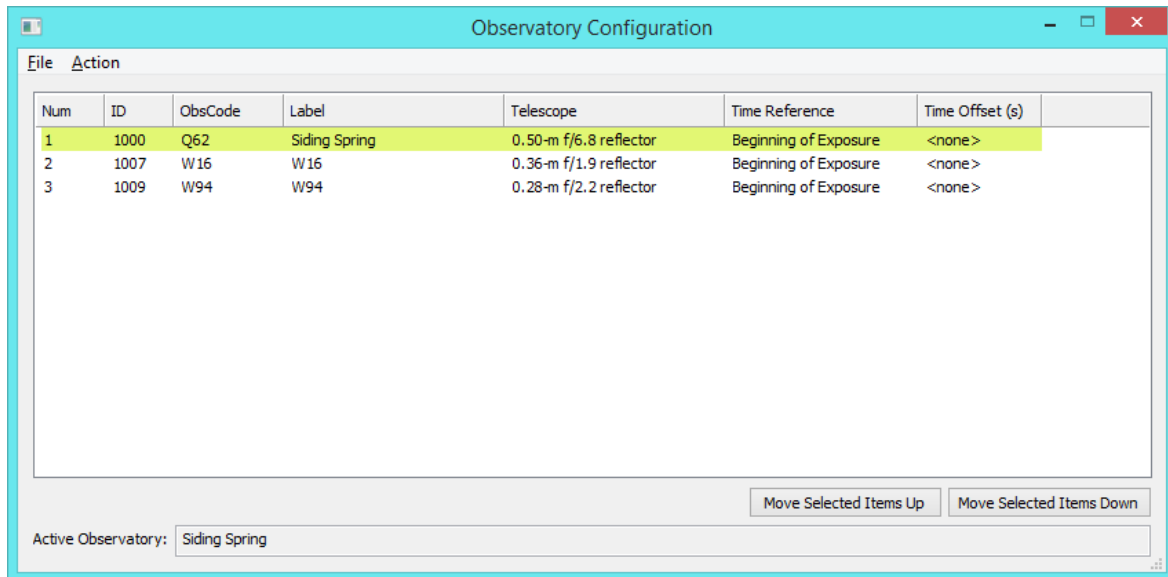 Observatory Configuration
File Action
Num ID ObsCode Label Telescope Time Reference Time Offset (s)
1 1000 Q62 Siding Spring 0.50-m f/6.8 reflector Beginning of Exposure <none>
2 1007 W16 W16 0.36-m f/1.9 reflector Beginning of Exposure <none>
3 1009 W94 W94 0.28-m f/2.2 reflector Beginning of Exposure <none>
Move Selected Items Up Move Selected Items Down
Active Observatory: Siding Spring